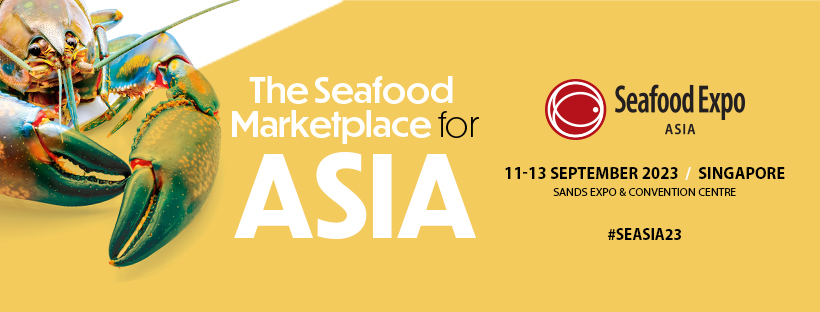 The Seafood
Marketplace for
ASIA
Seafood Expo
ASIA
11-13 SEPTEMBER 2023 / SINGAPORE
SANDS EXPO & CONVENTION CENTRE
#SEASIA23